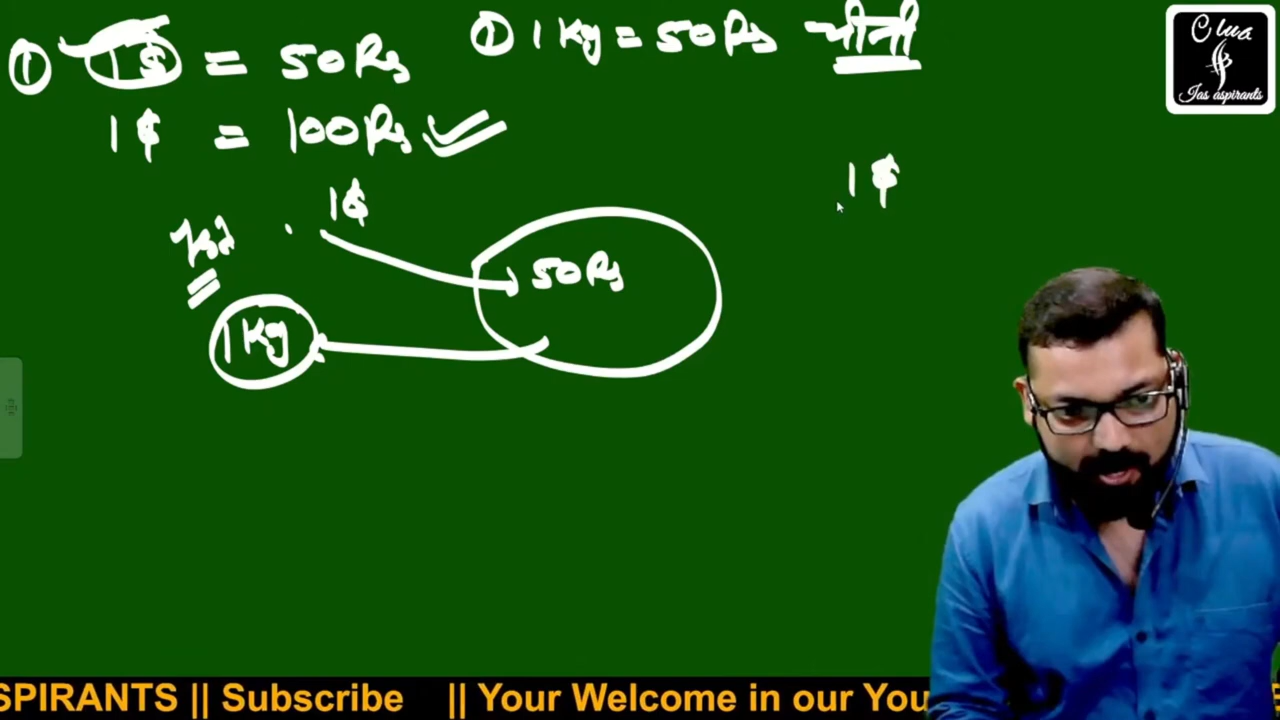 ① 1$ = 50Rs
① 1 Kg = 50Rs चीनी
1$ = 100Rs
1$
1$
50Rs
1Kg
Clue
Ias aspirants
SPIRANTS || Subscribe || Your Welcome in our You